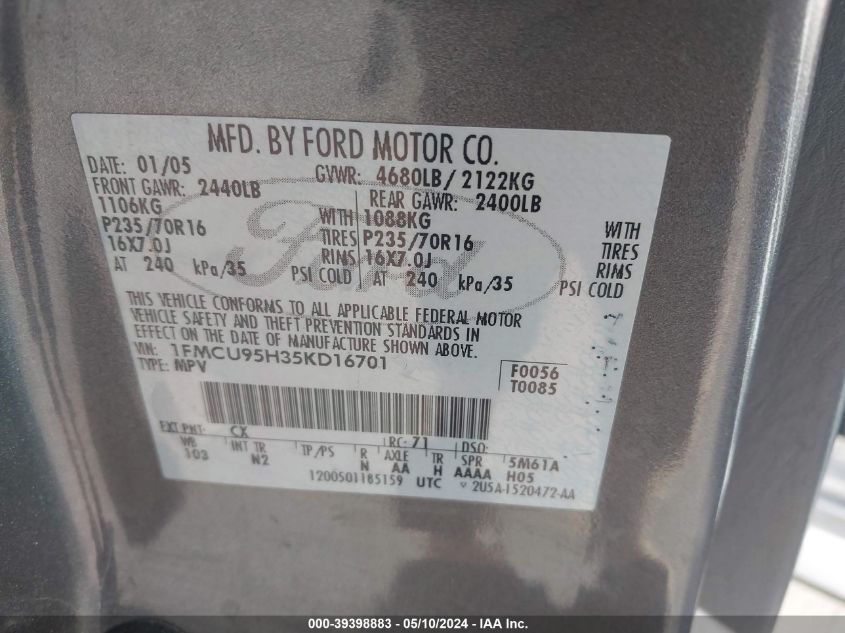 MFD. BY FORD MOTOR CO.
DATE: 01/05 GVWR: 4680LB/ 2122KG
FRONT GAWR: 2440LB REAR GAWR: 2400LB
1106KG WITH 1088KG WITH
P235/70R16 TIRES P235/70R16 TIRES
16X7.0J RIMS 16X7.0J RIMS
AT 240 kPa/35 PSI COLD AT 240 kPa/35 PSI COLD
THIS VEHICLE CONFORMS TO ALL APPLICABLE FEDERAL MOTOR
VEHICLE SAFETY AND THEFT PREVENTION STANDARDS IN
EFFECT ON THE DATE OF MANUFACTURE SHOWN ABOVE.
VIN: 1FMCU95H35KD16701
TYPE: MPV
F0056
T0085
EXT PNT: CX RC: 71 DSO:
WB INT TR TP/PS R AXLE TR SPR 5M61A
103 N2 N AA H AAAA H05
1200501185159 UTC 2U5A-1520472-AA
Ford
000-39398883 - 05/10/2024 - IAA Inc.